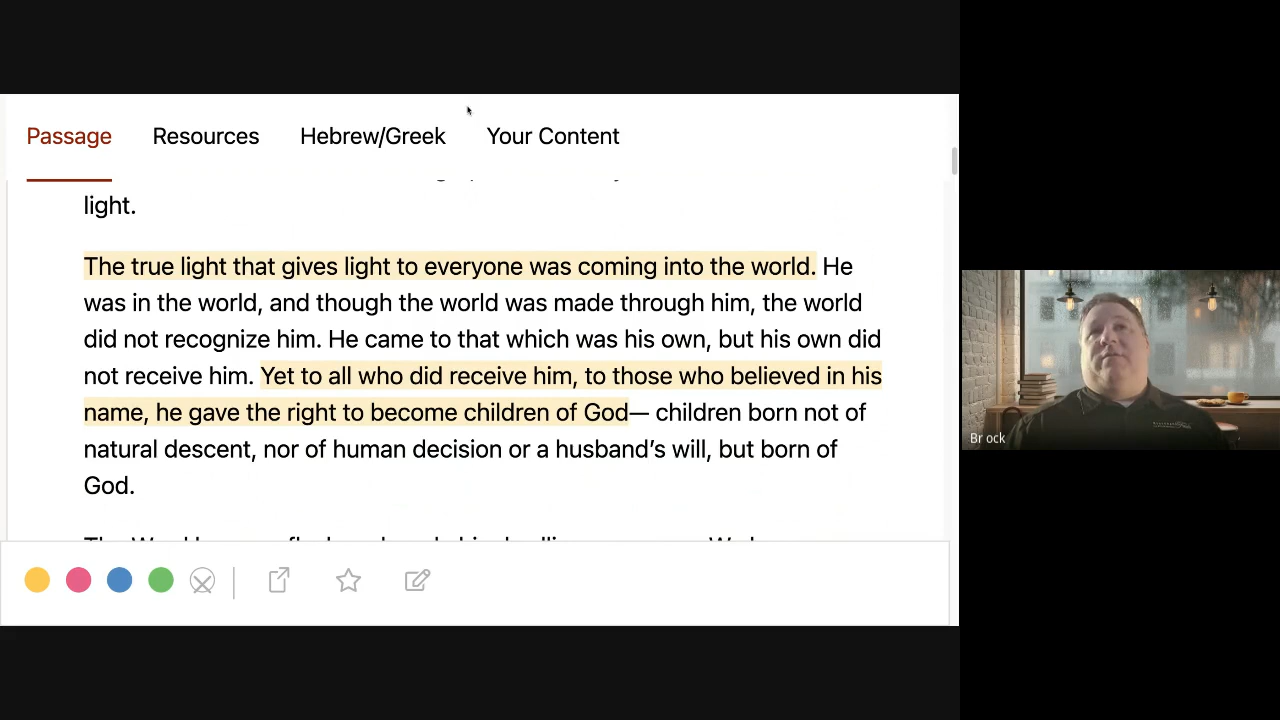 Passage Resources Hebrew/Greek Your Content
light.
The true light that gives light to everyone was coming into the world. He
was in the world, and though the world was made through him, the world
did not recognize him. He came to that which was his own, but his own did
not receive him. Yet to all who did receive him, to those who believed in his
name, he gave the right to become children of God— children born not of
natural descent, nor of human decision or a husband’s will, but born of
God.
Br ock